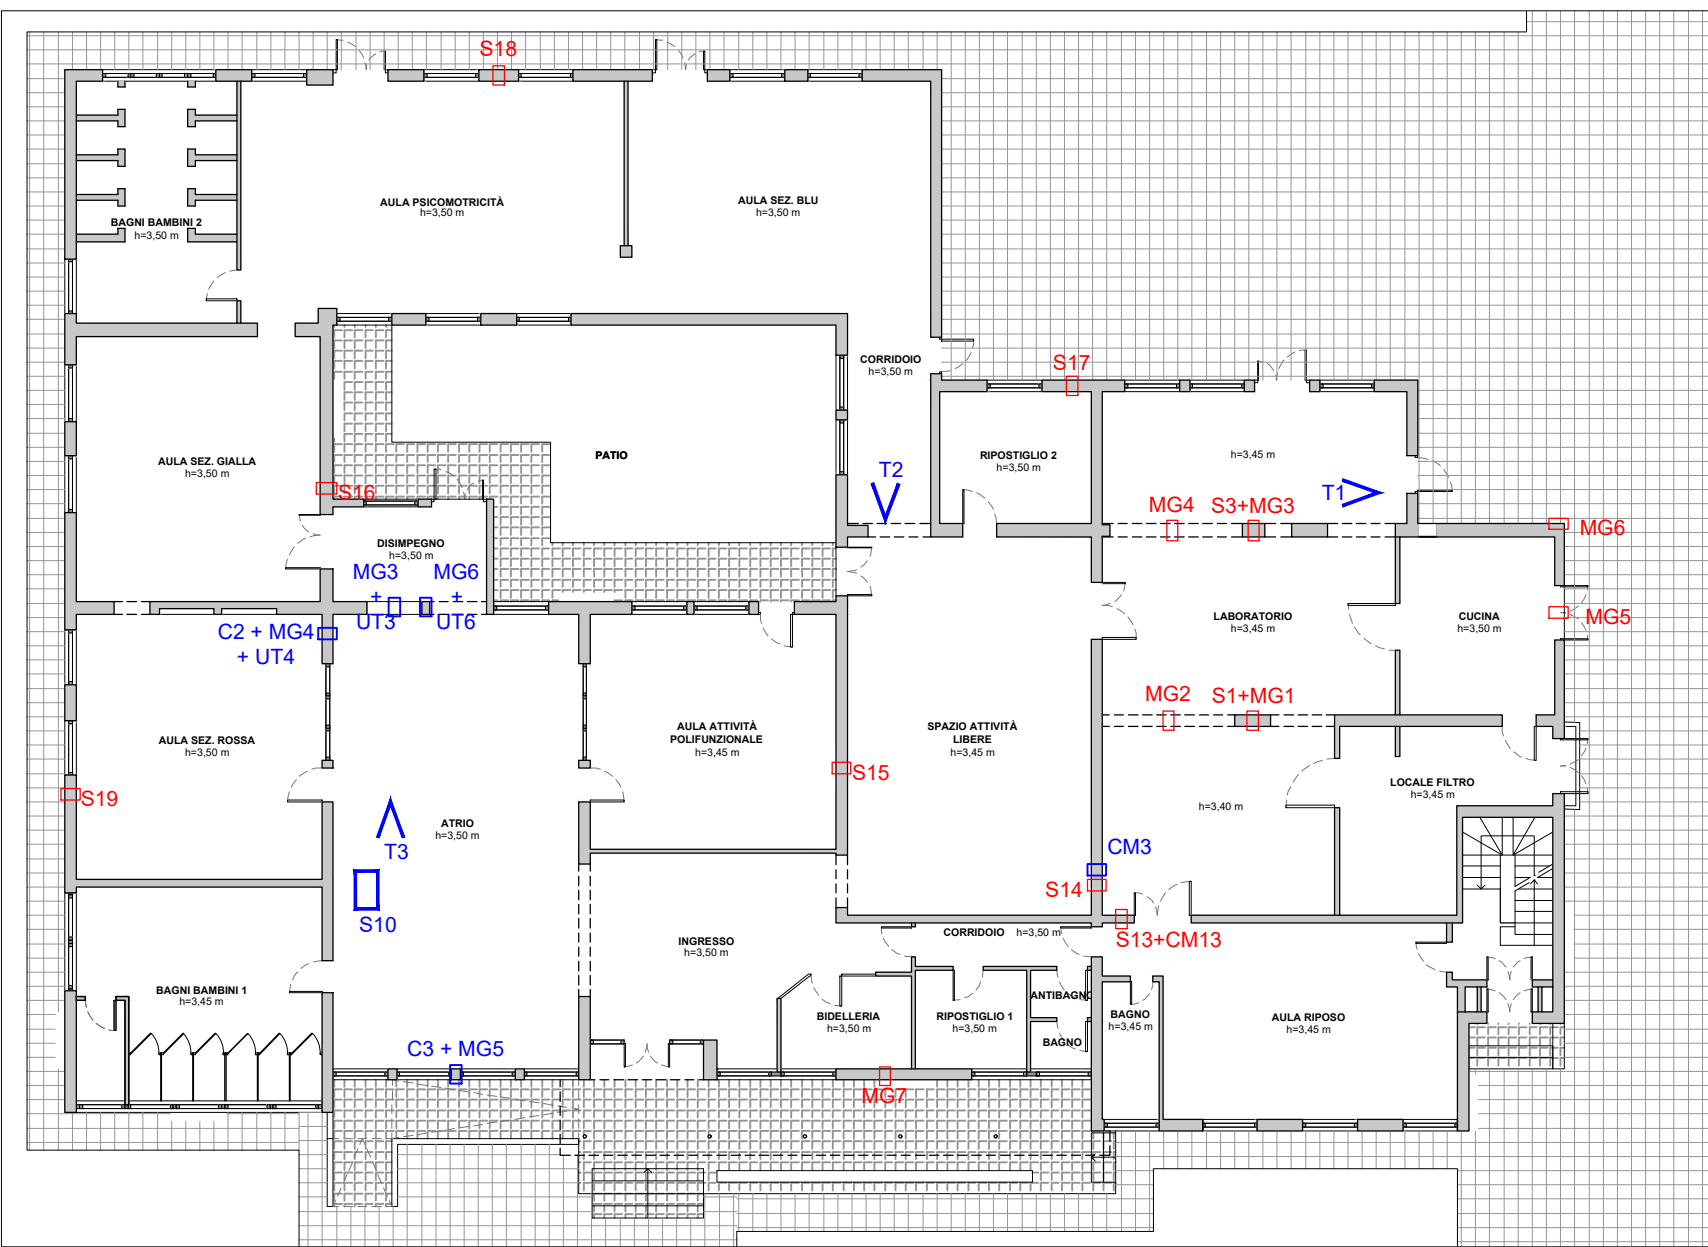 S18
AULA PSICOMOTRICITÀ
h=3,50 m
AULA SEZ. BLU
h=3,50 m
BAGNI BAMBINI 2
h=3,50 m
CORRIDOIO
h=3,50 m
S17
AULA SEZ. GIALLA
h=3,50 m
S16
PATIO
T2
RIPOSTIGLIO 2
h=3,50 m
h=3,45 m
T1
MG4
S3+MG3
MG6
DISIMPEGNO
h=3,50 m
MG3
+
UT3
MG6
+
UT6
C2 + MG4
+ UT4
LABORATORIO
h=3,45 m
CUCINA
h=3,50 m
MG5
MG2
S1+MG1
AULA SEZ. ROSSA
h=3,50 m
AULA ATTIVITÀ
POLIFUNZIONALE
h=3,45 m
SPAZIO ATTIVITÀ
LIBERE
h=3,45 m
S15
S19
LOCALE FILTRO
h=3,45 m
h=3,40 m
ATRIO
h=3,50 m
T3
CM3
S14
S10
S13+CM13
CORRIDOIO
h=3,50 m
INGRESSO
h=3,50 m
BAGNI BAMBINI 1
h=3,45 m
BIDELLERIA
h=3,50 m
RIPOSTIGLIO 1
h=3,50 m
ANTIBAGNO
BAGNO
BAGNO
h=3,45 m
AULA RIPOSO
h=3,45 m
C3 + MG5
MG7